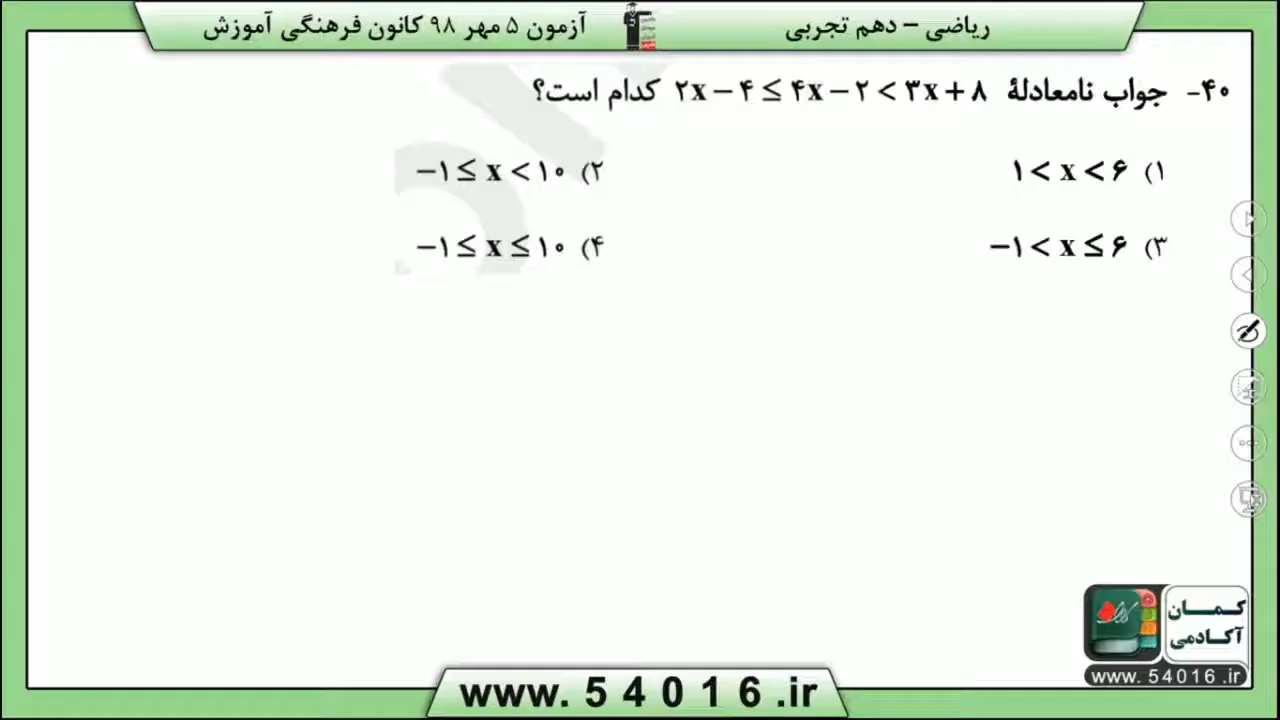 ریاضی – دهم تجربی
آزمون ۵ مهر ۹۸ کانون فرهنگی آموزش
۴۰- جواب نامعادلهٔ ۲x – ۴ ≤ ۴x – ۲ < ۳x + ۸ کدام است؟
۱) ۱ < x < ۶
۲) –۱ ≤ x < ۱۰
۳) –۱ < x ≤ ۶
۴) –۱ ≤ x ≤ ۱۰
کـمـــان
آکـادمی
www. 54016 .ir
www. 5 4 0 1 6 .ir